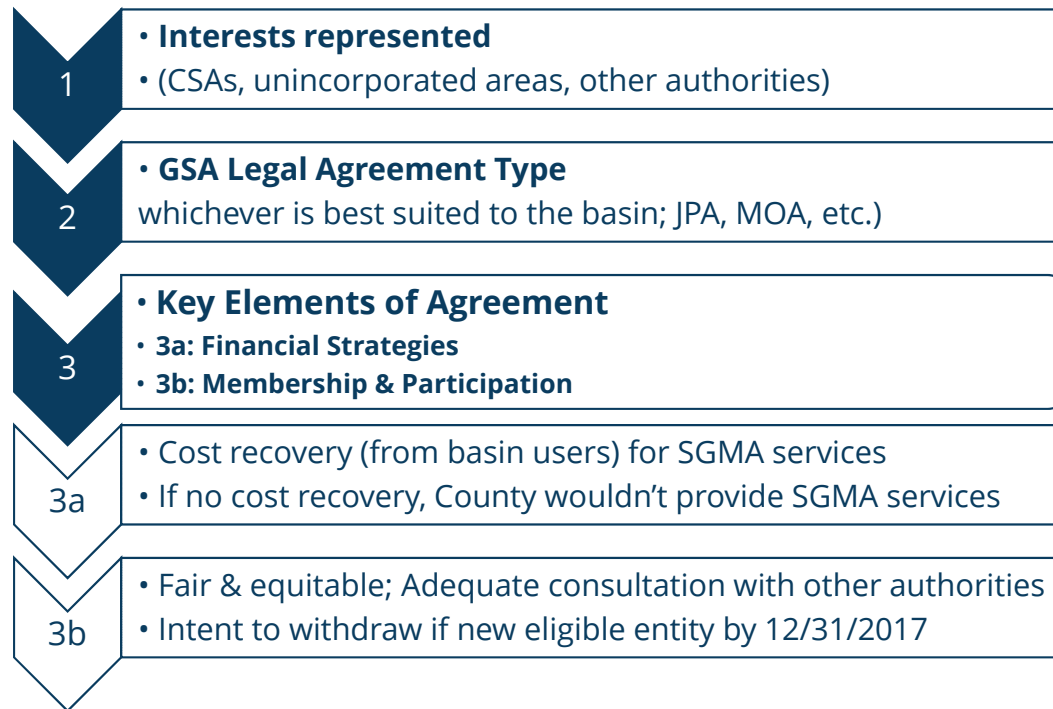 1
• Interests represented
• (CSAs, unincorporated areas, other authorities)
2
• GSA Legal Agreement Type
whichever is best suited to the basin; JPA, MOA, etc.)
3
• Key Elements of Agreement
• 3a: Financial Strategies
• 3b: Membership & Participation
3a
• Cost recovery (from basin users) for SGMA services
• If no cost recovery, County wouldn’t provide SGMA services
3b
• Fair & equitable; Adequate consultation with other authorities
• Intent to withdraw if new eligible entity by 12/31/2017